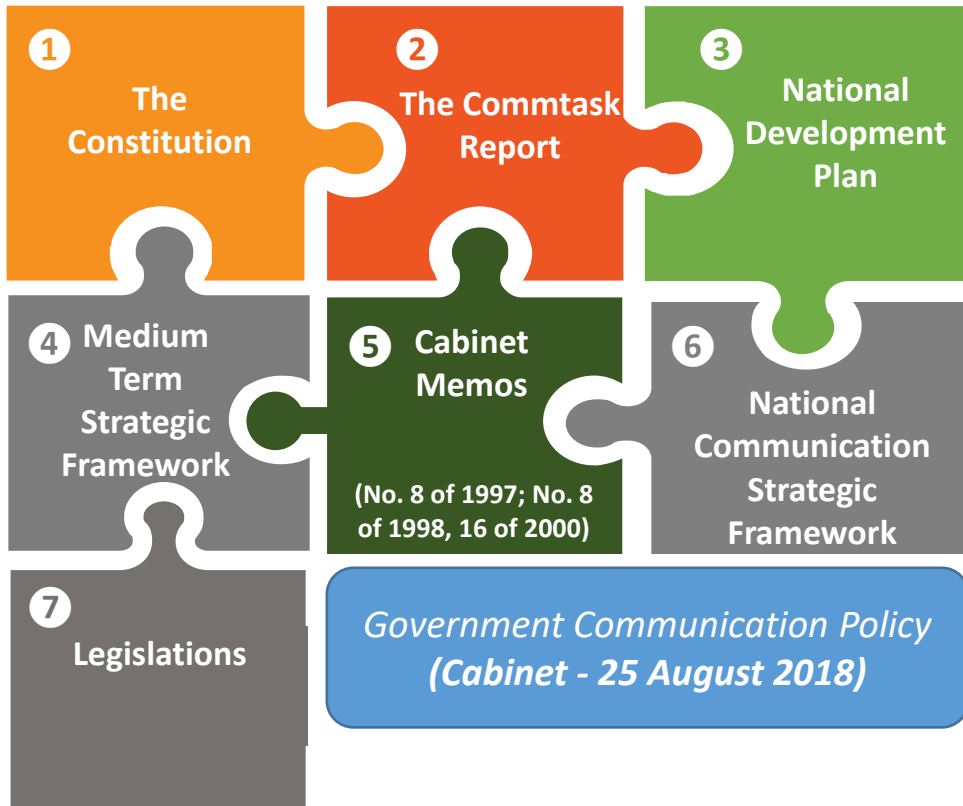 1
The
Constitution
2
The Commtask
Report
3
National
Development
Plan
4
Medium
Term
Strategic
Framework
5
Cabinet
Memos
(No. 8 of 1997; No. 8
of 1998, 16 of 2000)
6
National
Communication
Strategic
Framework
7
Legislations
Government Communication Policy
(Cabinet - 25 August 2018)